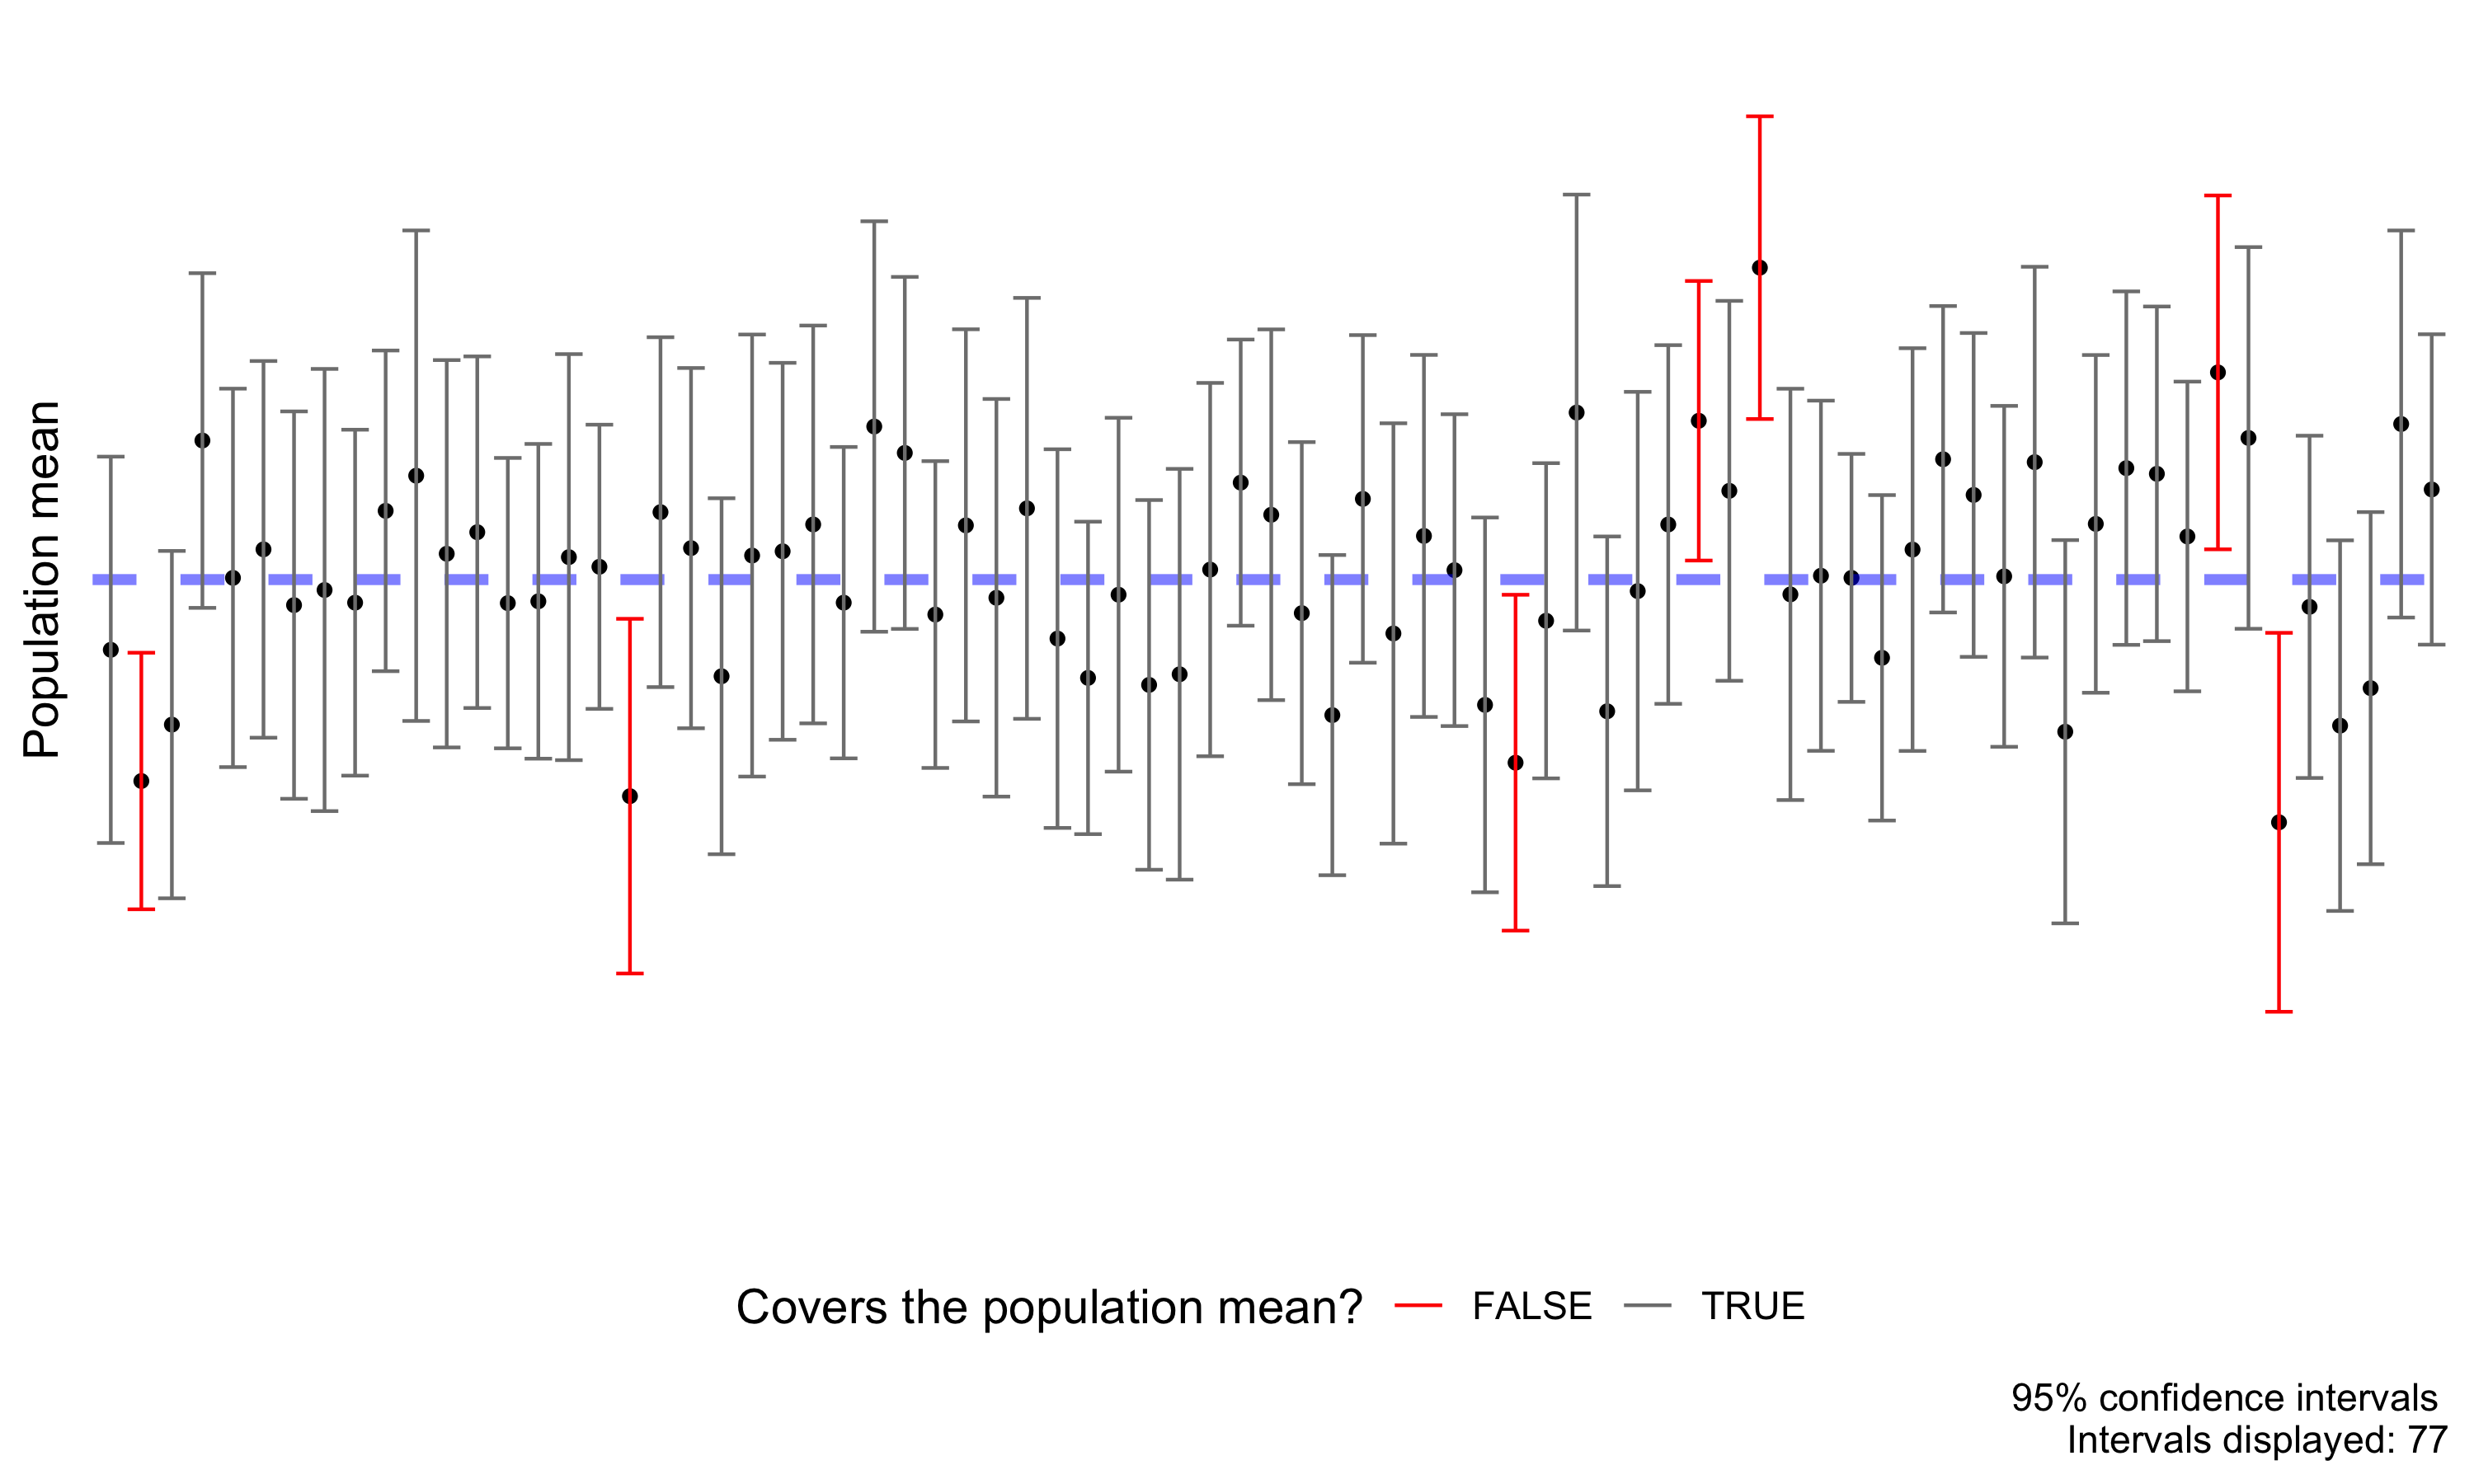 Population mean
Covers the population mean? FALSE TRUE
95% confidence intervals
Intervals displayed: 77